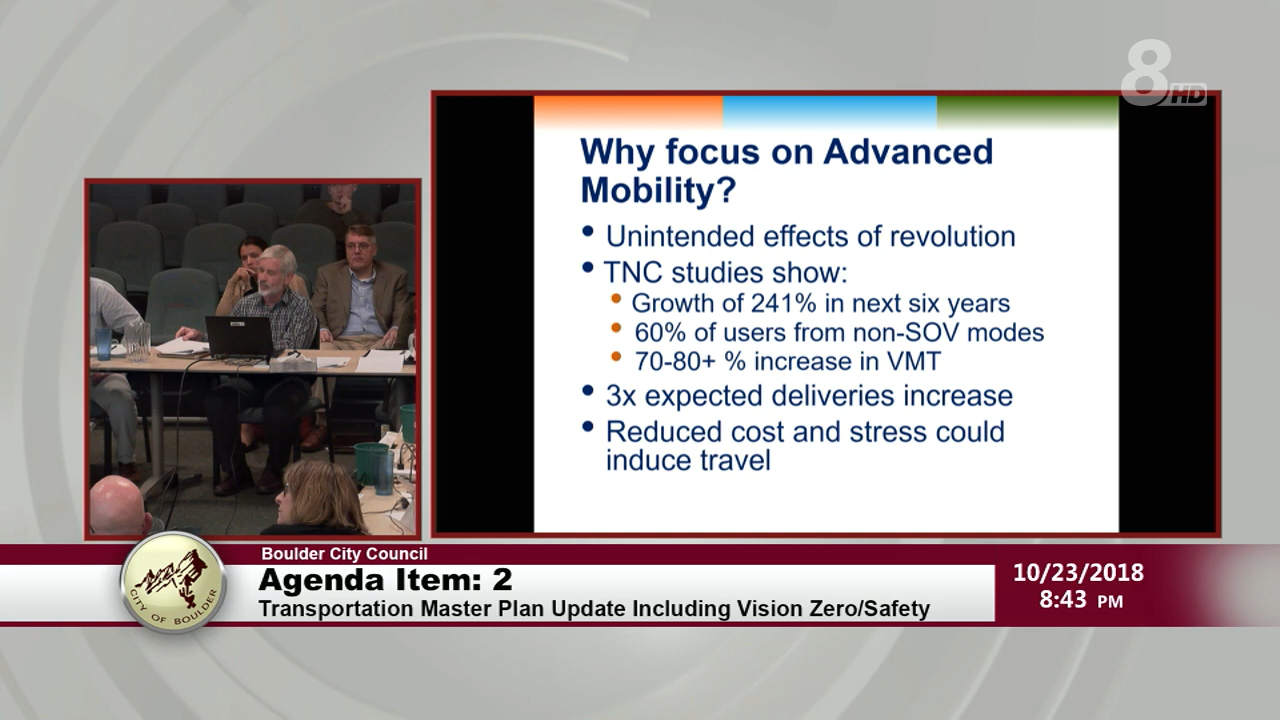 8
HD
Why focus on Advanced
Mobility?
• Unintended effects of revolution
• TNC studies show:
• Growth of 241% in next six years
• 60% of users from non-SOV modes
• 70-80+ % increase in VMT
• 3x expected deliveries increase
• Reduced cost and stress could
induce travel
Boulder City Council
Agenda Item: 2
Transportation Master Plan Update Including Vision Zero/Safety
10/23/2018
8:43 PM
CITY OF BOULDER